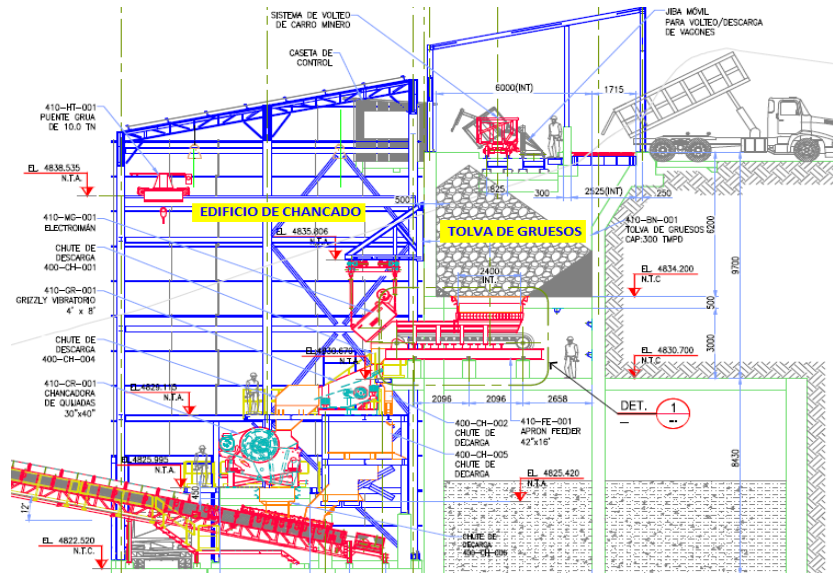 SISTEMA DE VOLTEO
DE CARRO MINERO
JIBA MÓVIL
PARA VOLTEO/DESCARGA
DE VAGONES
CASETA DE
CONTROL
6000(INT)
1715
410-HT-001
PUENTE GRUA
DE 10.0 TN
EL. 4838.535
N.T.A.
825
300
2525(INT)
250
500
EDIFICIO DE CHANCADO
TOLVA DE GRUESOS
410-MG-001
ELECTROIMÁN
EL. 4835.806
N.T.A.
410-BN-001
TOLVA DE GRUESOS
CAP:300 TMPD
6200
9700
CHUTE DE
DESCARGA
400-CH-001
2400
INT.
EL. 4834.200
N.T.C
410-GR-001
GRIZZLY VIBRATORIO
4' x 8'
500
3000
CHUTE DE
DESCARGA
400-CH-004
N.T.A.
EL. 4830.700
N.T.C
410-CR-001
CHANCADORA
DE QUIJADAS
30"x40"
N.T.A.
2096
2096
2658
DET.
1
--
--
400-CH-002
CHUTE DE
DECARGA
410-FE-001
APRON FEEDER
42"x16'
400-CH-005
CHUTE DE
DECARGA
EL.4825.995
N.T.A.
EL. 4825.420
N.T.A.
8430
450
12°
EL. 4822.520
N.T.C.
CHUTE DE
DECARGA
400-CH-006